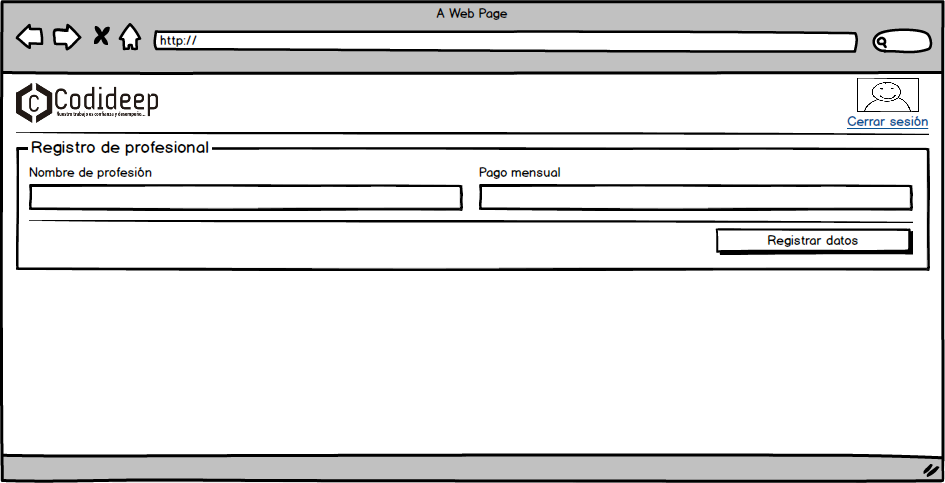 A Web Page
http://
C Codideep
Nuestro trabajo es confianza y desempeño...
Cerrar sesión
Registro de profesional
Nombre de profesión
Pago mensual
Registrar datos